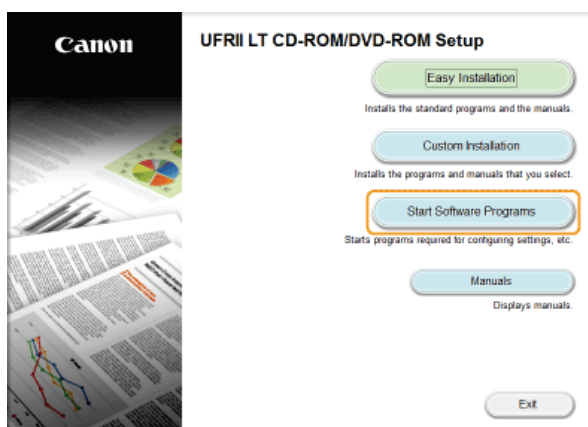 Canon
UFRII LT CD-ROM/DVD-ROM Setup
Easy Installation
Installs the standard programs and the manuals.
Custom Installation
Installs the programs and manuals that you select.
Start Software Programs
Starts programs required for configuring settings, etc.
Manuals
Displays manuals.
Exit